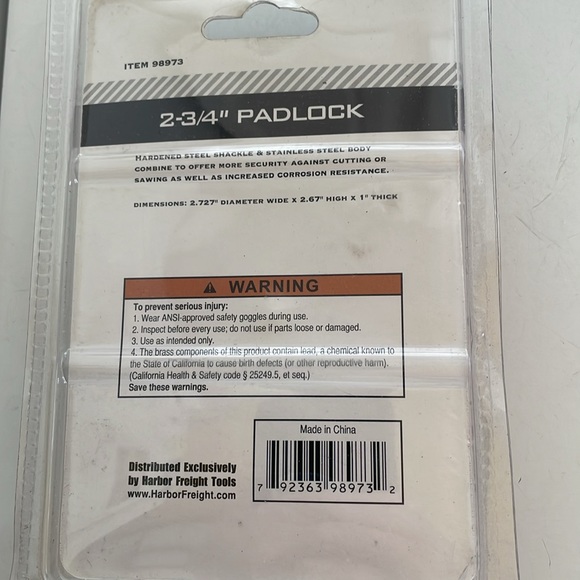 ITEM 98973
2-3/4" PADLOCK
HARDENED STEEL SHACKLE & STAINLESS STEEL BODY
COMBINE TO OFFER MORE SECURITY AGAINST CUTTING OR
SAWING AS WELL AS INCREASED CORROSION RESISTANCE.
DIMENSIONS: 2.727" DIAMETER WIDE X 2.67" HIGH X 1" THICK
WARNING
To prevent serious injury:
1. Wear ANSI-approved safety goggles during use.
2. Inspect before every use; do not use if parts loose or damaged.
3. Use as intended only.
4. The brass components of this product contain lead, a chemical known to
the State of California to cause birth defects (or other reproductive harm).
(California Health & Safety code § 25249.5, et seq.)
Save these warnings.
Made in China
Distributed Exclusively
by Harbor Freight Tools
www.HarborFreight.com
7 92363 98973 2